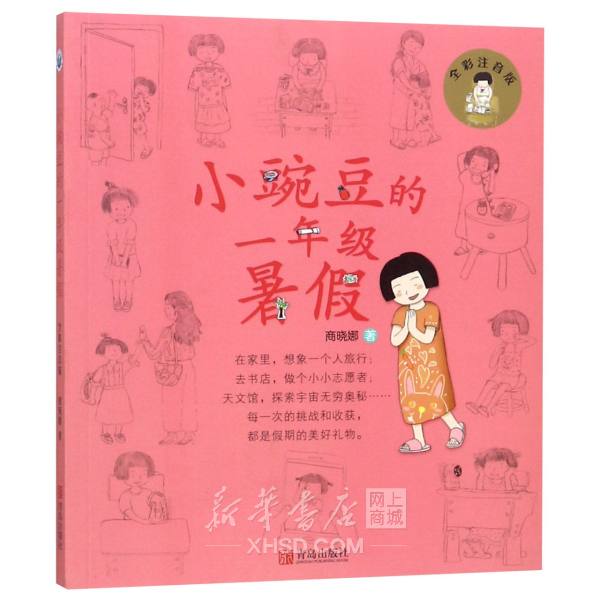 全彩注音版
小豌豆的
一年级
暑假
商晓娜 著
在家里，想象一个人旅行；
去书店，做个小小志愿者；
天文馆，探索宇宙无穷奥秘……
每一次的挑战和收获，
都是假期的美好礼物。
新华书店 网上商城
XHSD.COM
青岛出版社